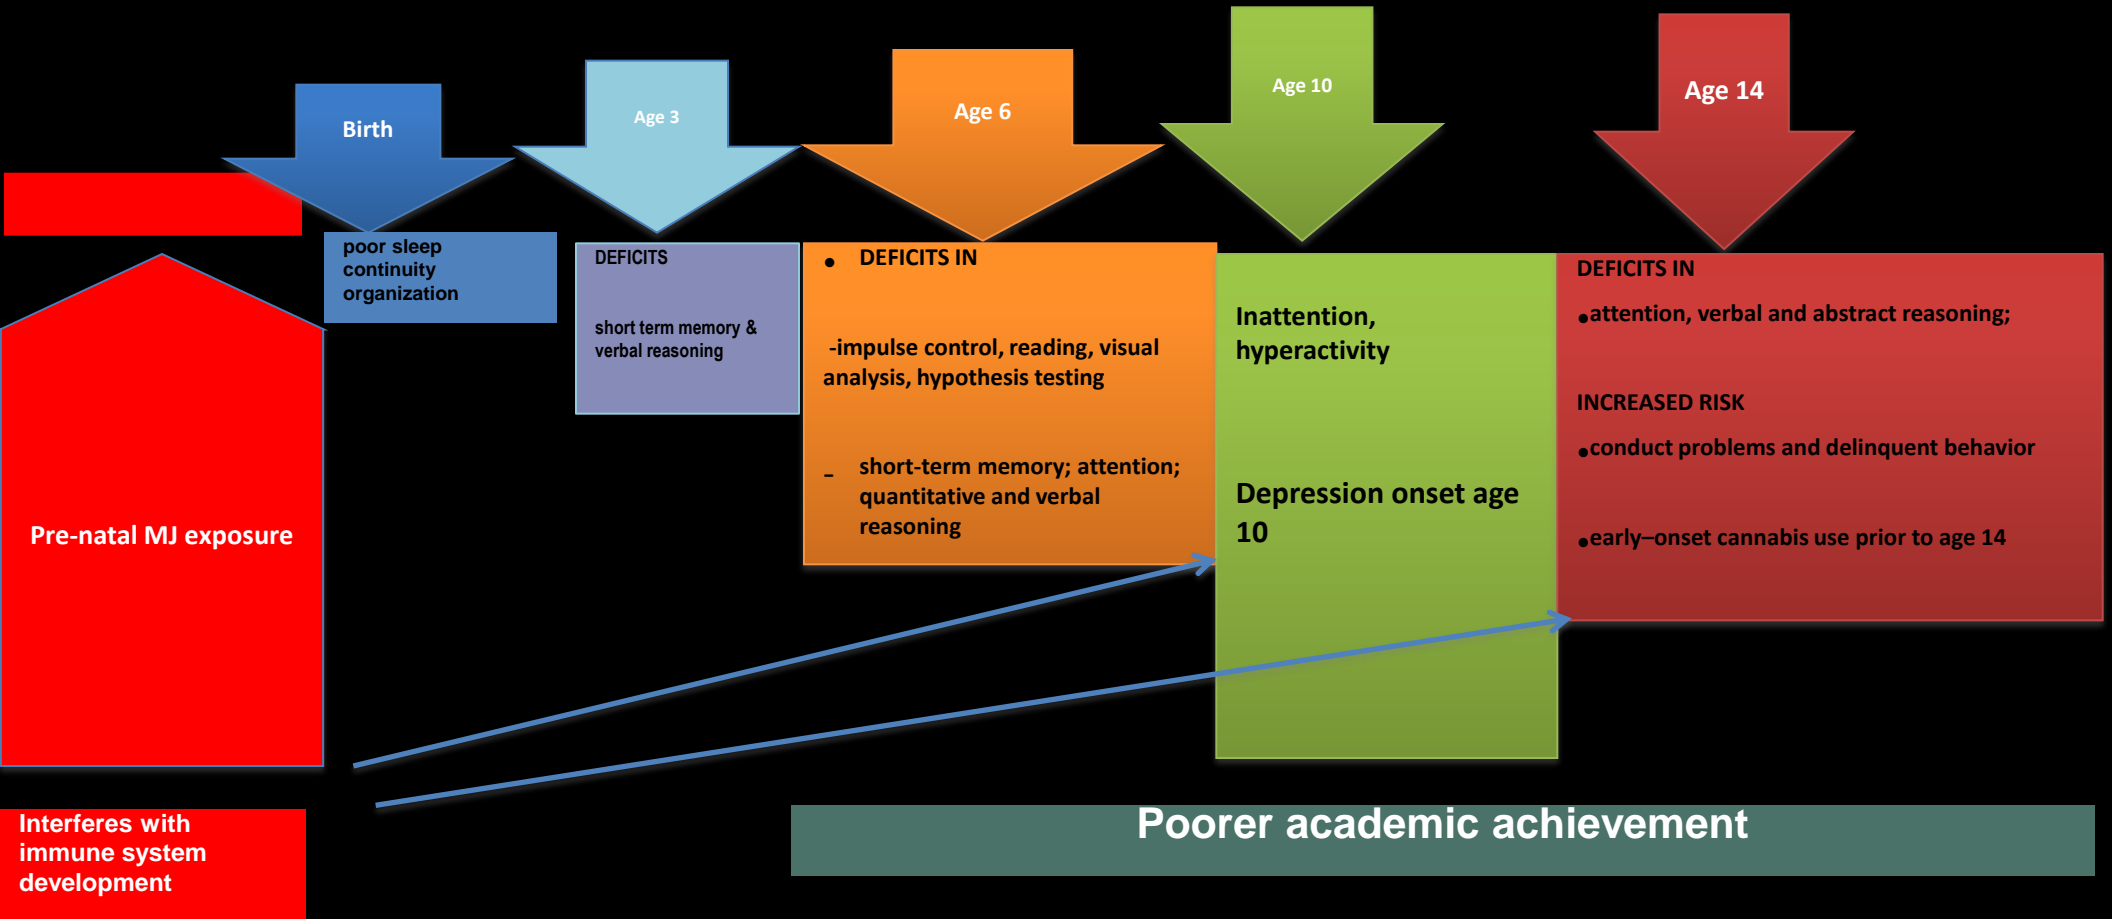 Birth
Age 3
Age 6
Age 10
Age 14
poor sleep
continuity
organization
DEFICITS
short term memory &
verbal reasoning
• DEFICITS IN
-impulse control, reading, visual
analysis, hypothesis testing
- short-term memory; attention;
quantitative and verbal
reasoning
Inattention,
hyperactivity
Depression onset age
10
DEFICITS IN
•attention, verbal and abstract reasoning;
INCREASED RISK
•conduct problems and delinquent behavior
•early–onset cannabis use prior to age 14
Pre-natal MJ exposure
Interferes with
immune system
development
Poorer academic achievement